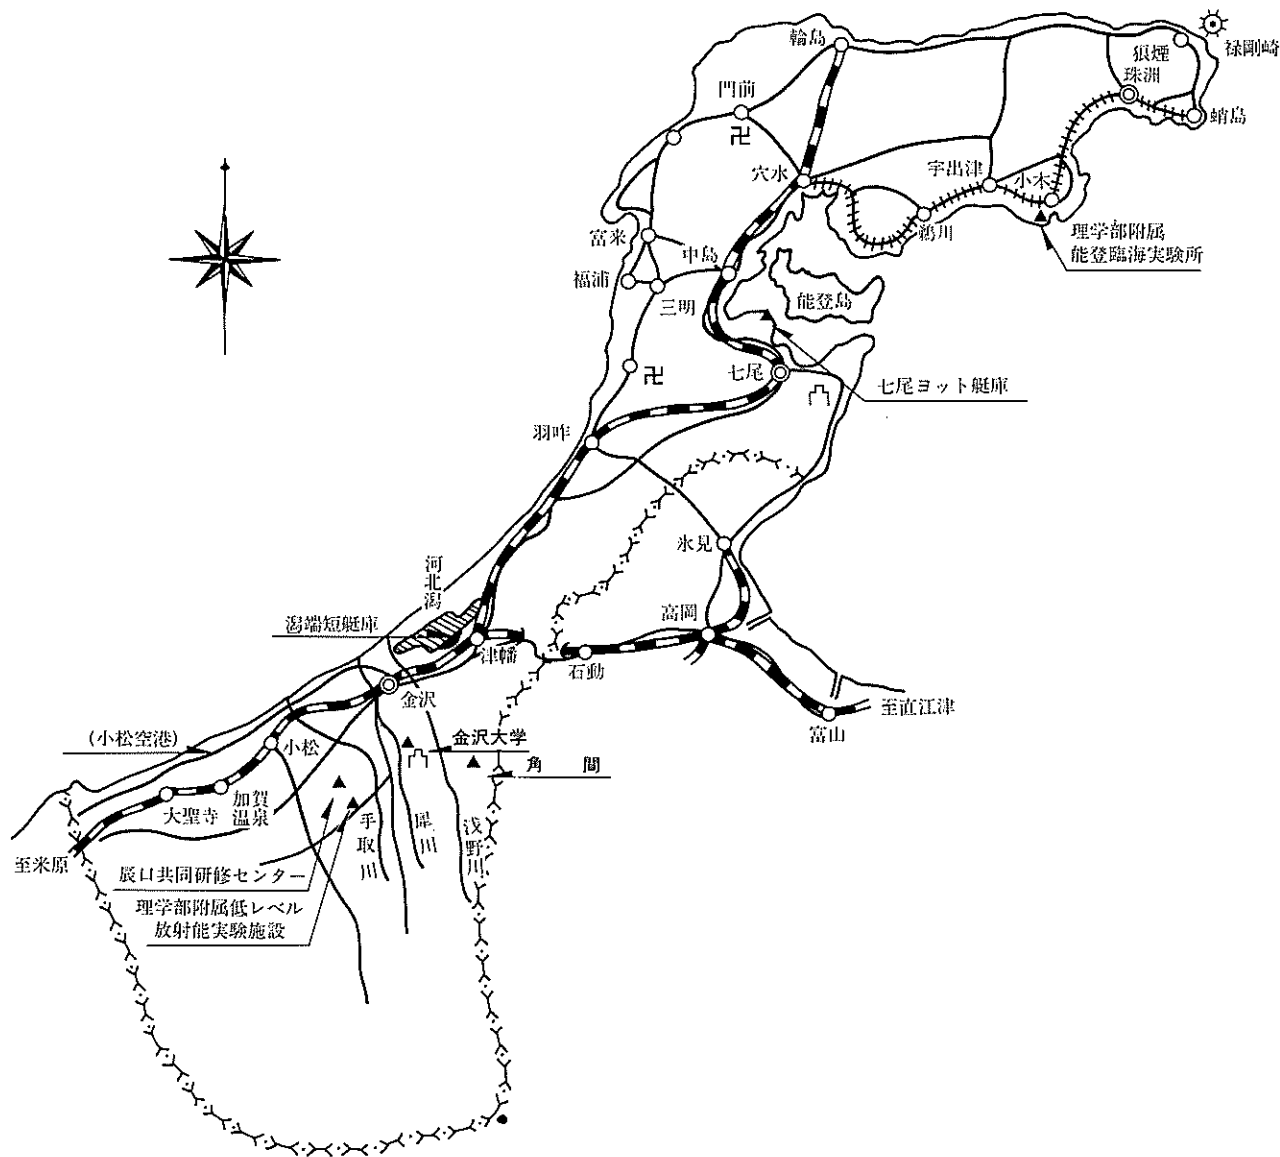 輪島
禄剛崎
狼煙
珠洲
門前
蛸島
穴水
宇出津
小木
鵜川
理学部附属
能登臨海実験所
富来
中島
福浦
三明
能登島
七尾
七尾ヨット艇庫
羽咋
氷見
河北潟
高岡
潟端短艇庫
津幡
石動
金沢
至直江津
富山
(小松空港)
小松
金沢大学
角間
加賀
温泉
大聖寺
手取川
犀川
浅野川
至米原
辰口共同研修センター
理学部附属低レベル
放射能実験施設